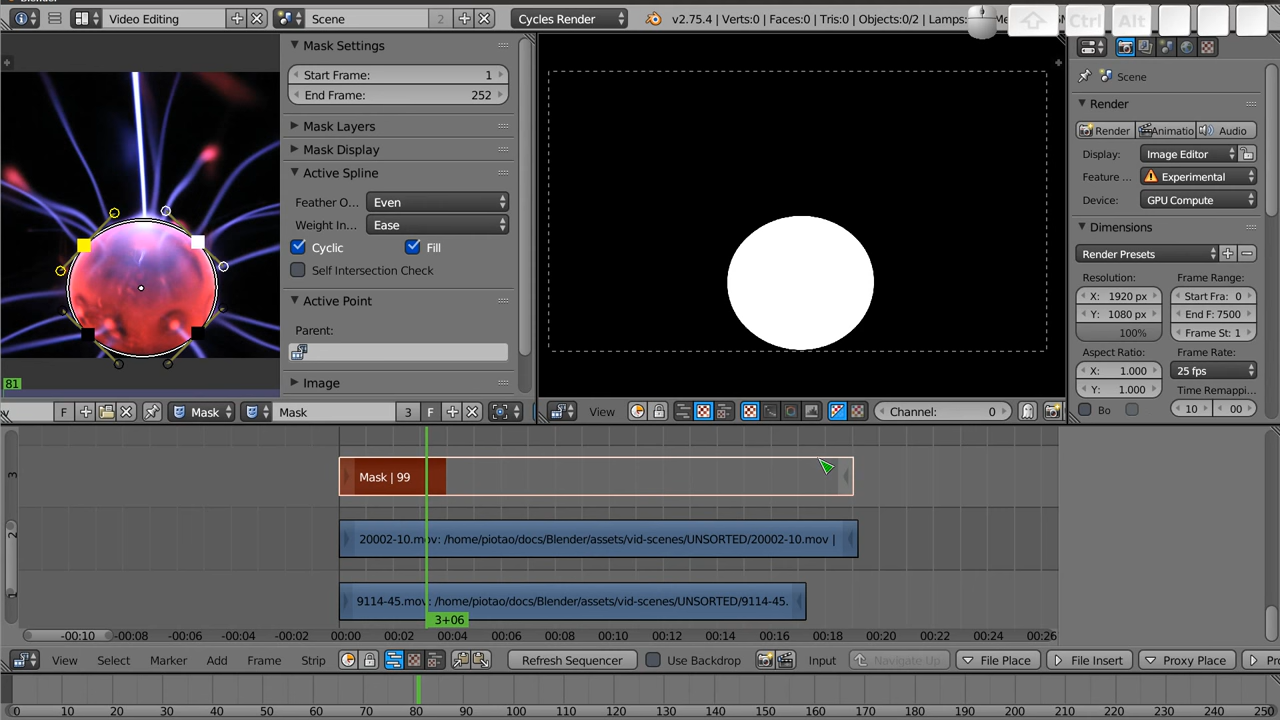 Video Editing
Scene
2
Cycles Render
v2.75.4 | Verts:0 | Faces:0 | Tris:0 | Objects:0/2 | Lamps:
Ctrl
Alt
Mask Settings
Start Frame: 1
End Frame: 252
Mask Layers
Mask Display
Active Spline
Feather O... Even
Weight In... Ease
Cyclic
Fill
Self Intersection Check
Active Point
Parent:
Image
81
F
Mask
Mask
3
F
View
Channel: 0
Scene
Render
Render
Animatio
Audio
Display: Image Editor
Feature ... Experimental
Device: GPU Compute
Dimensions
Render Presets
Resolution:
Frame Range:
X: 1920 px
Start Fra: 0
Y: 1080 px
End F: 7500
100%
Frame St: 1
Aspect Ratio:
Frame Rate:
X: 1.000
25 fps
Y: 1.000
Time Remappi...
Bo
10
00
3
Mask | 99
2
20002-10.mov: /home/piotao/docs/Blender/assets/vid-scenes/UNSORTED/20002-10.mov |
1
9114-45.mov: /home/piotao/docs/Blender/assets/vid-scenes/UNSORTED/9114-45.
3+06
-00:10 -00:08 -00:06 -00:04 -00:02 00:00 00:02 00:04 00:06 00:08 00:10 00:12 00:14 00:16 00:18 00:20 00:22 00:24 00:26
View Select Marker Add Frame Strip Refresh Sequencer Use Backdrop Input Navigate Up File Place File Insert Proxy Place Pr
0 10 20 30 40 50 60 70 80 90 100 110 120 130 140 150 160 170 180 190 200 210 220 230 240 250